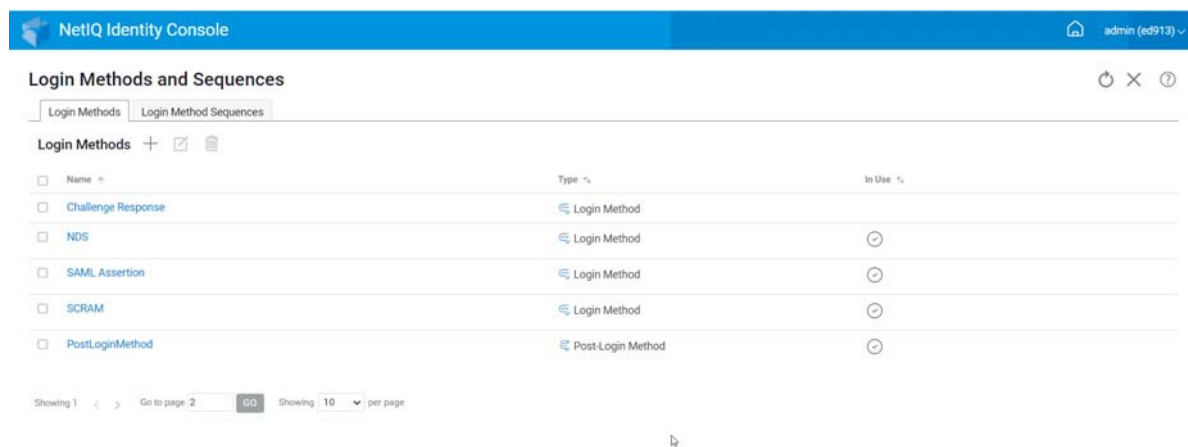 NetIQ Identity Console admin (ed913)
Login Methods and Sequences
Login Methods Login Method Sequences
Login Methods
Name Type In Use
Challenge Response Login Method
NDS Login Method
SAML Assertion Login Method
SCRAM Login Method
PostLoginMethod Post-Login Method
Showing 1 Go to page 2 GO Showing 10 per page